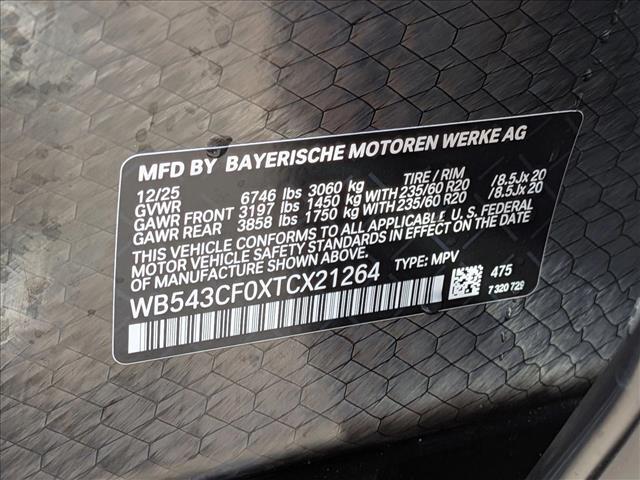 MFD BY BAYERISCHE MOTOREN WERKE AG
12/25 TIRE / RIM
GVWR 6746 lbs 3060 kg
GAWR FRONT 3197 lbs 1450 kg WITH 235/60 R20 /8.5Jx20
GAWR REAR 3858 lbs 1750 kg WITH 235/60 R20 /8.5Jx20
THIS VEHICLE CONFORMS TO ALL APPLICABLE U.S. FEDERAL
MOTOR VEHICLE SAFETY STANDARDS IN EFFECT ON THE DATE
OF MANUFACTURE SHOWN ABOVE.
WB543CF0XTCX21264 TYPE: MPV
475
7 320 729